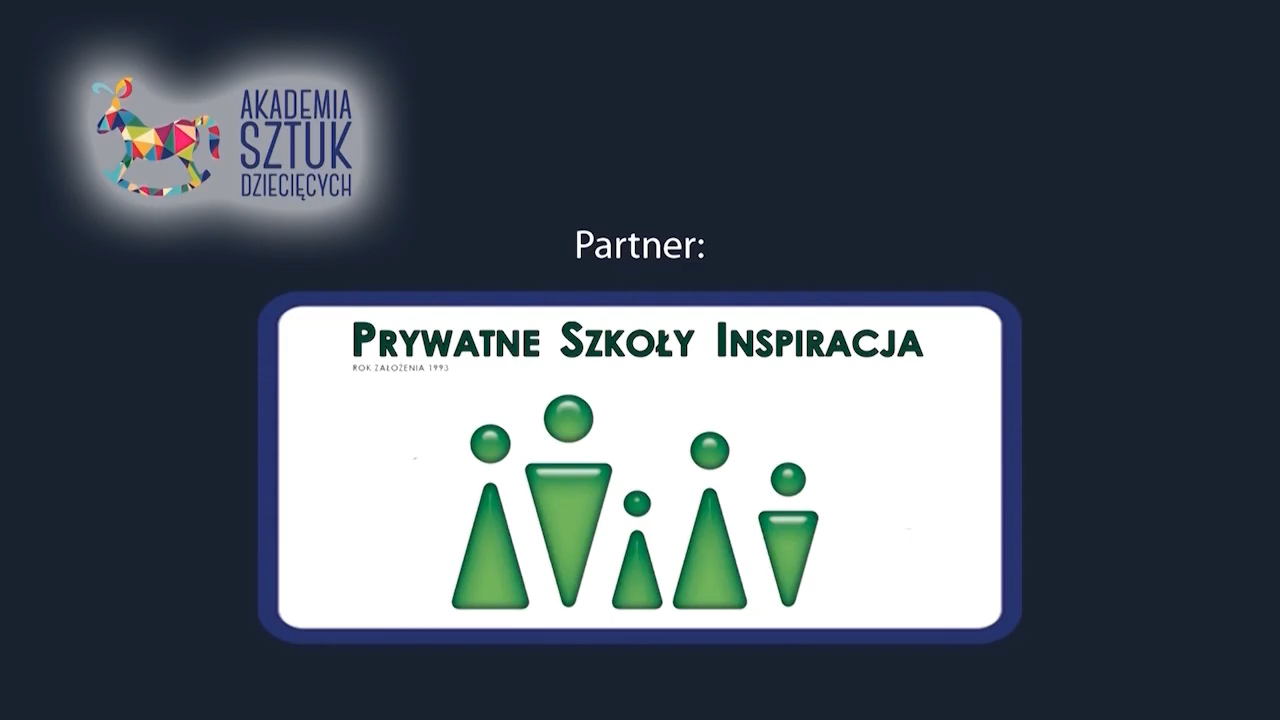 AKADEMIA
SZTUK
DZIECIĘCYCH
Partner:
PRYWATNE SZKOŁY INSPIRACJA
ROK ZAŁOŻENIA 1993